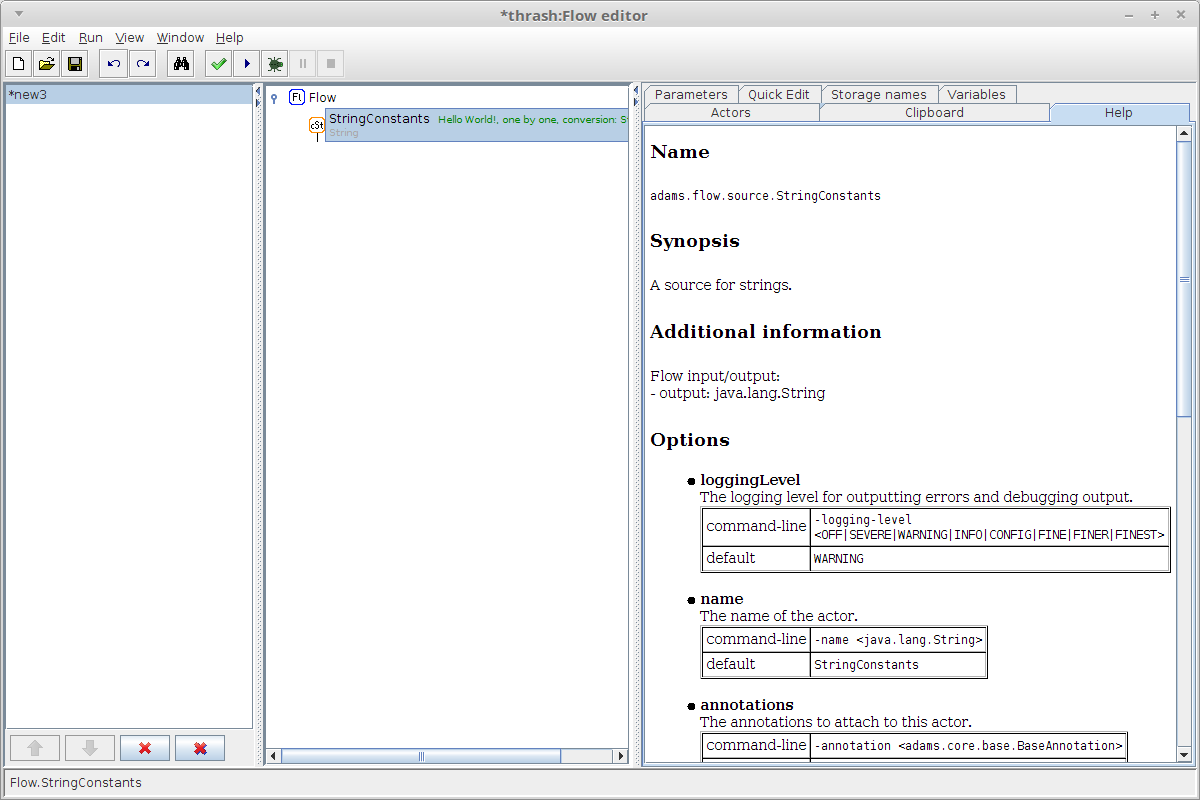 *thrash:Flow editor
File Edit Run View Window Help
*new3
Fl Flow
cSt StringConstants Hello World!, one by one, conversion: S
String
Parameters Quick Edit Storage names Variables
Actors Clipboard Help
Name
adams.flow.source.StringConstants
Synopsis
A source for strings.
Additional information
Flow input/output:
- output: java.lang.String
Options
● loggingLevel
The logging level for outputting errors and debugging output.
command-line -logging-level
<OFF|SEVERE|WARNING|INFO|CONFIG|FINE|FINER|FINEST>
default WARNING
● name
The name of the actor.
command-line -name <java.lang.String>
default StringConstants
● annotations
The annotations to attach to this actor.
command-line -annotation <adams.core.base.BaseAnnotation>
Flow.StringConstants